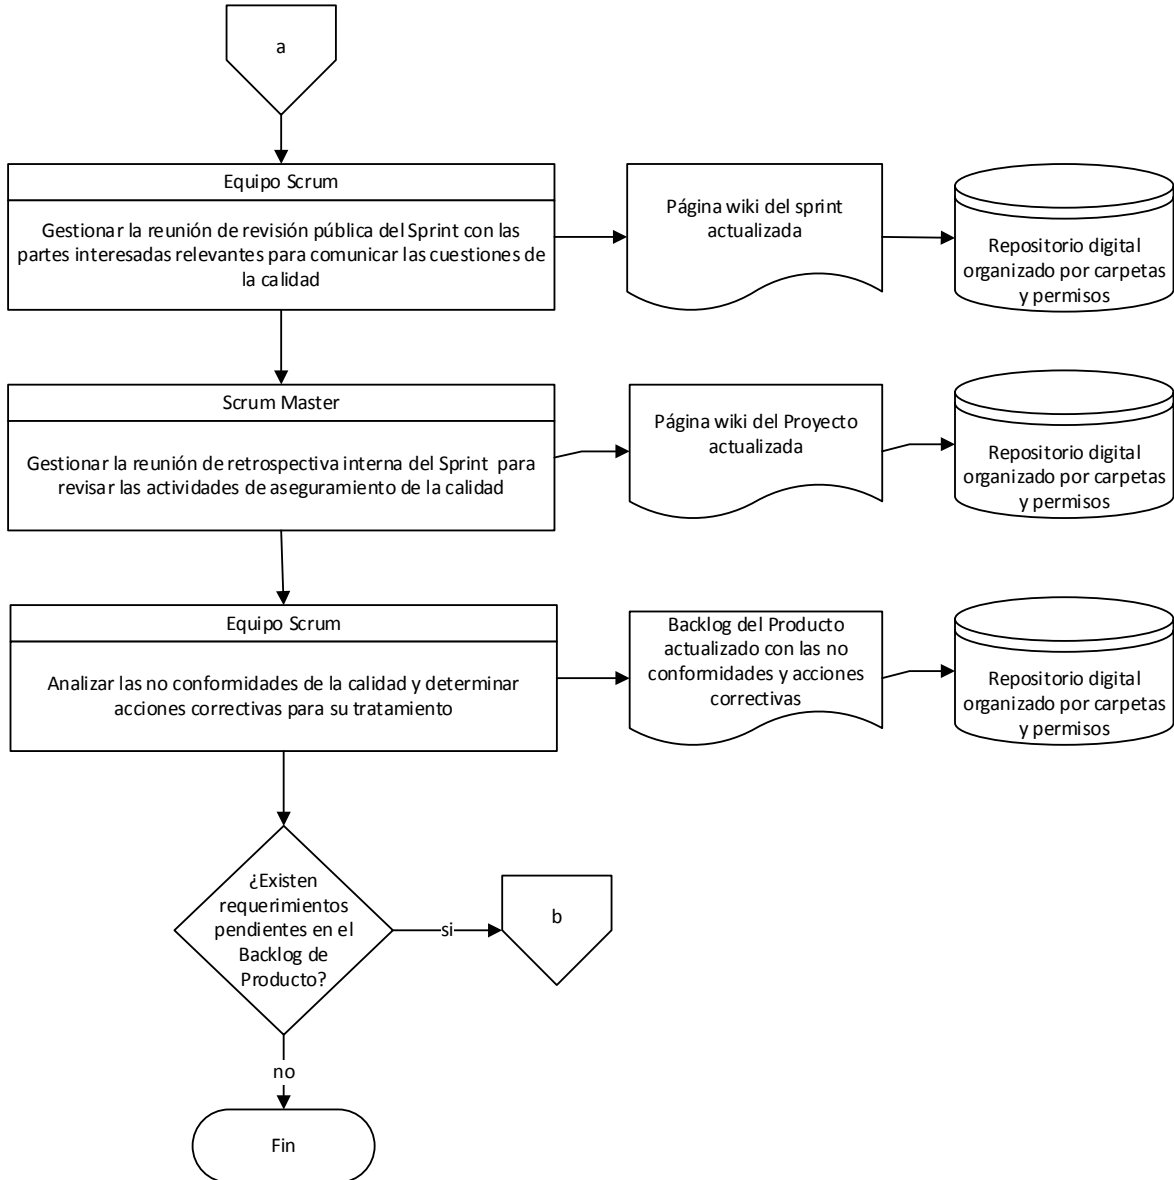 a
Equipo Scrum
Gestionar la reunión de revisión pública del Sprint con las
partes interesadas relevantes para comunicar las cuestiones de
la calidad
Página wiki del sprint
actualizada
Repositorio digital
organizado por carpetas
y permisos
Scrum Master
Gestionar la reunión de retrospectiva interna del Sprint para
revisar las actividades de aseguramiento de la calidad
Página wiki del Proyecto
actualizada
Repositorio digital
organizado por carpetas
y permisos
Equipo Scrum
Analizar las no conformidades de la calidad y determinar
acciones correctivas para su tratamiento
Backlog del Producto
actualizado con las no
conformidades y acciones
correctivas
Repositorio digital
organizado por carpetas
y permisos
¿Existen
requerimientos
pendientes en el
Backlog de
Producto?
si
b
no
Fin